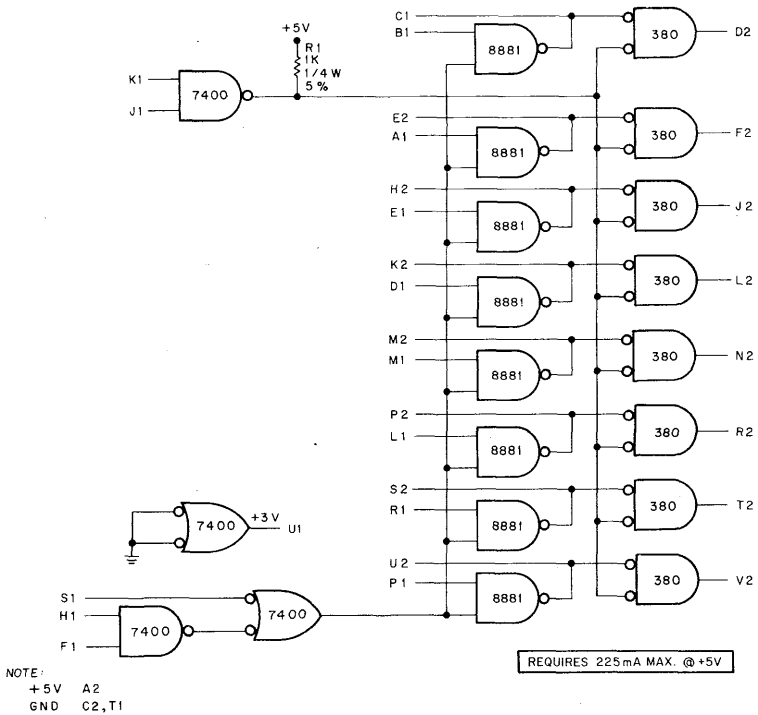 C1
B1
8881
380
D2
+5V
R1
1K
1/4 W
5%
K1
J1
7400
E2
A1
8881
380
F2
H2
E1
8881
380
J2
K2
D1
8881
380
L2
M2
M1
8881
380
N2
P2
L1
8881
380
R2
S2
R1
8881
380
T2
U2
P1
8881
380
V2
7400
+3V
U1
S1
H1
F1
7400
7400
REQUIRES 225mA MAX. @ +5V
NOTE:
+5V A2
GND C2,T1